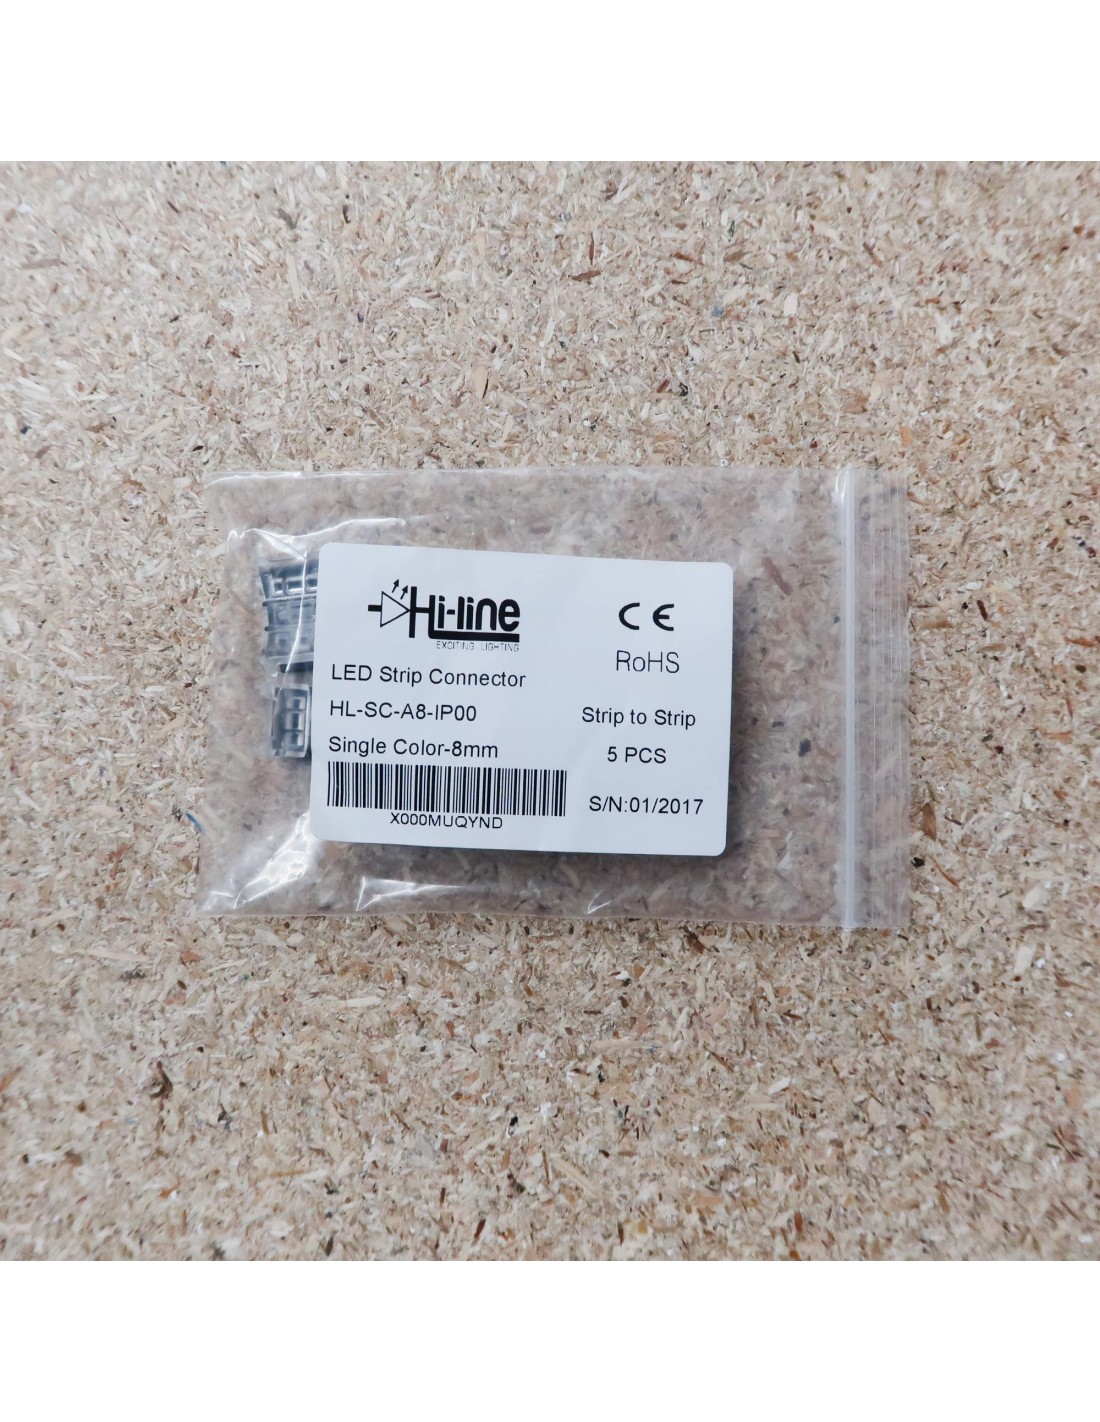 Hi-line
EXCITING LIGHTING
LED Strip Connector
HL-SC-A8-IP00
Single Color-8mm
X000MUQYND
CE
RoHS
Strip to Strip
5 PCS
S/N:01/2017